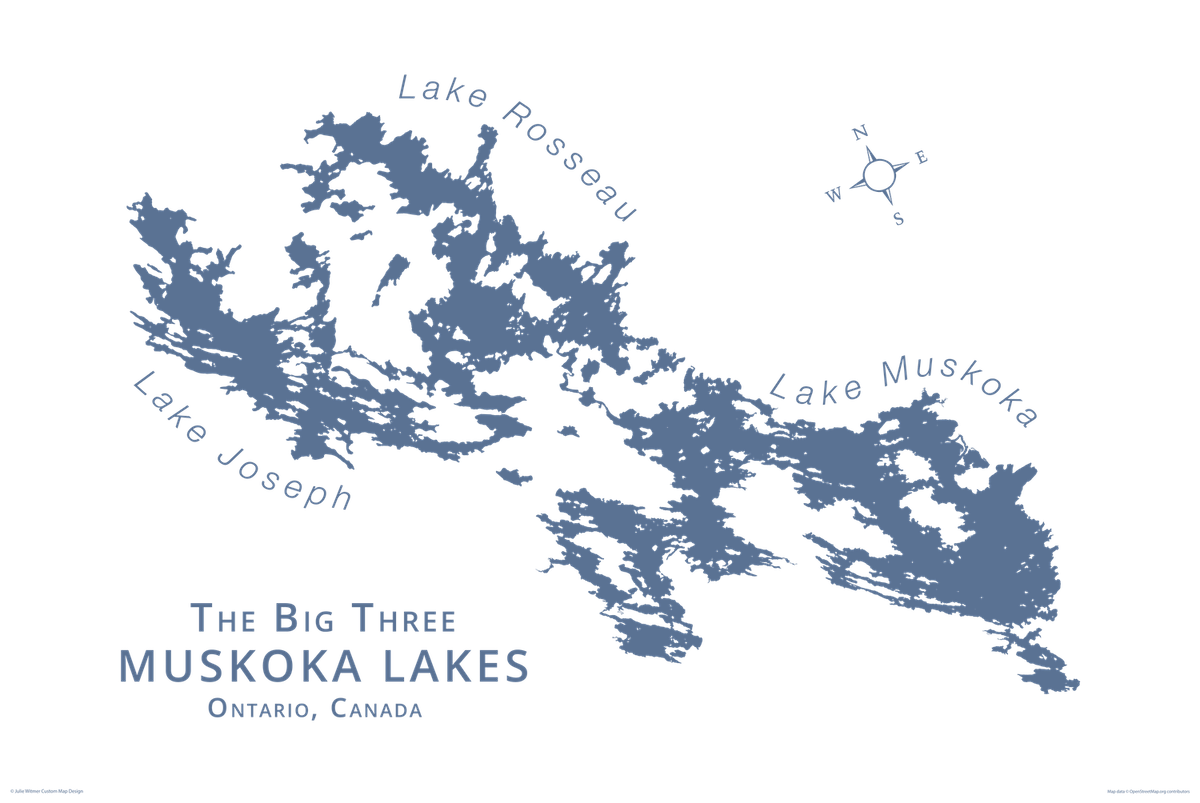 Lake Rosseau
N
E
W
S
Lake Muskoka
Lake Joseph
The Big Three
MUSKOKA LAKES
Ontario, Canada
© Julie Witmer Custom Map Design
Map data © OpenStreetMap.org contributors